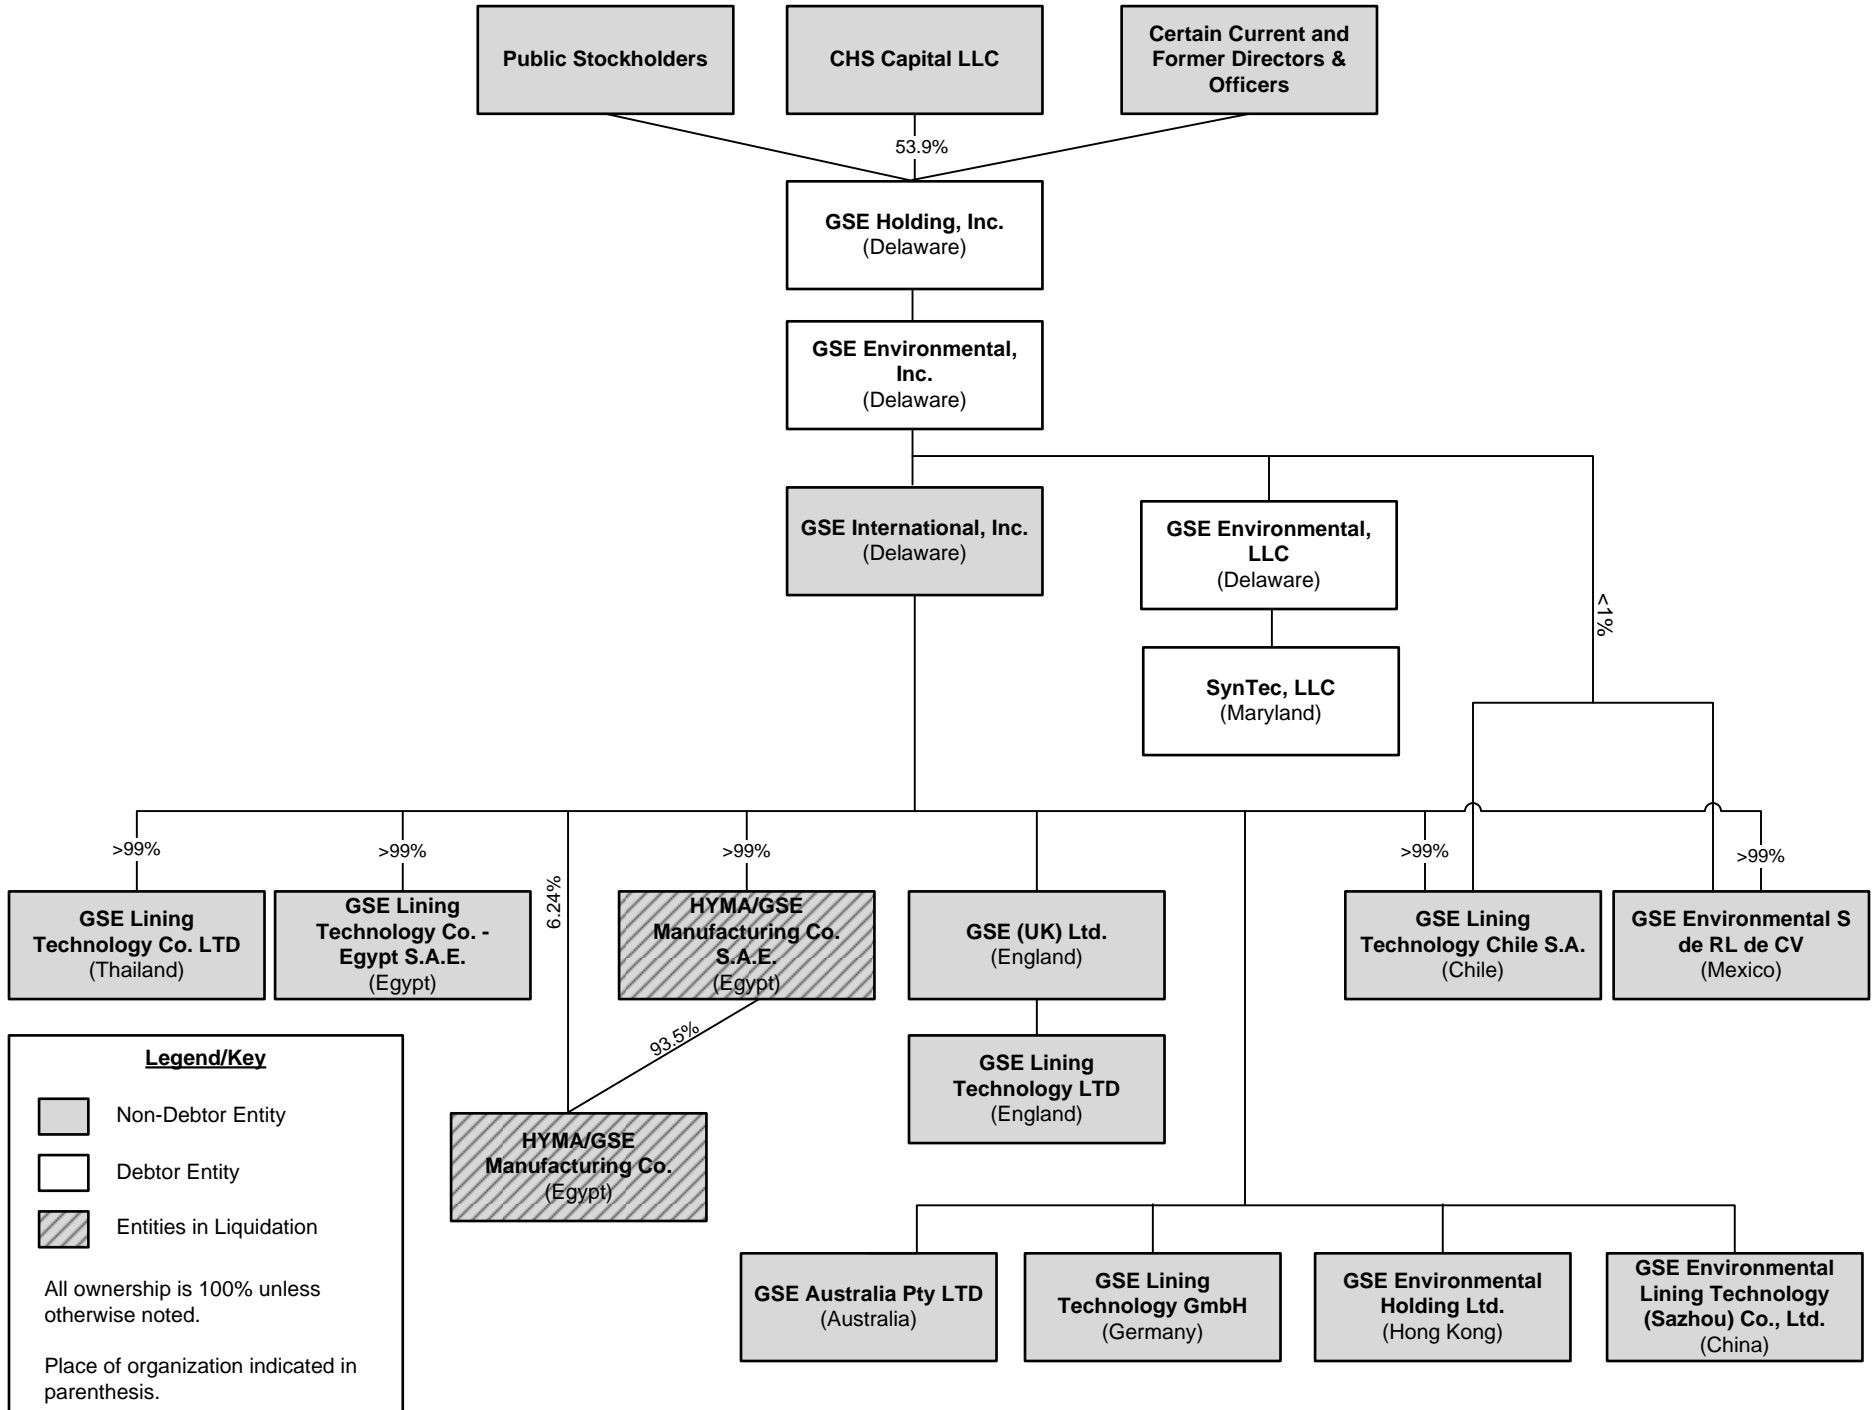 Public Stockholders
CHS Capital LLC
Certain Current and
Former Directors &
Officers
53.9%
GSE Holding, Inc.
(Delaware)
GSE Environmental,
Inc.
(Delaware)
GSE International, Inc.
(Delaware)
GSE Environmental,
LLC
(Delaware)
<1%
SynTec, LLC
(Maryland)
>99%
>99%
6.24%
>99%
>99%
>99%
GSE Lining
Technology Co. LTD
(Thailand)
GSE Lining
Technology Co. -
Egypt S.A.E.
(Egypt)
HYMA/GSE
Manufacturing Co.
S.A.E.
(Egypt)
GSE (UK) Ltd.
(England)
GSE Lining
Technology Chile S.A.
(Chile)
GSE Environmental S
de RL de CV
(Mexico)
93.5%
HYMA/GSE
Manufacturing Co.
(Egypt)
GSE Lining
Technology LTD
(England)
GSE Australia Pty LTD
(Australia)
GSE Lining
Technology GmbH
(Germany)
GSE Environmental
Holding Ltd.
(Hong Kong)
GSE Environmental
Lining Technology
(Sazhou) Co., Ltd.
(China)
Legend/Key
Non-Debtor Entity
Debtor Entity
Entities in Liquidation
All ownership is 100% unless
otherwise noted.
Place of organization indicated in
parenthesis.